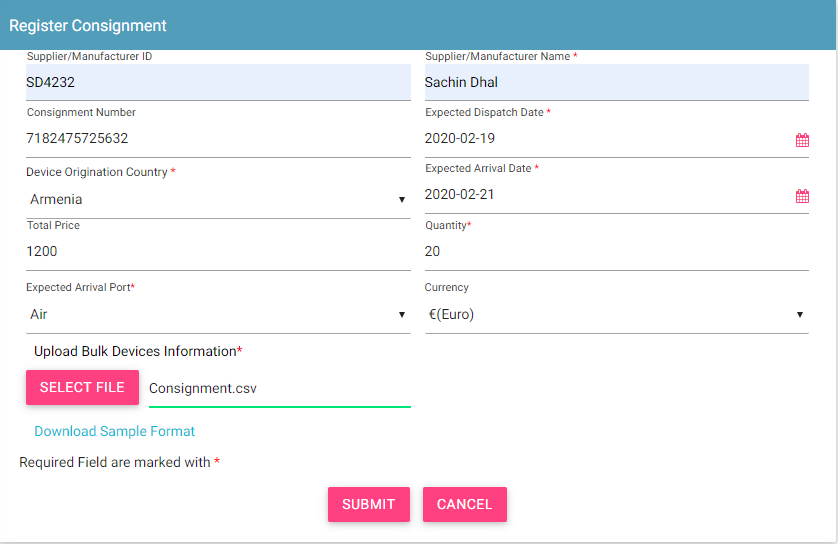 Register Consignment
Supplier/Manufacturer ID
Supplier/Manufacturer Name *
SD4232
Sachin Dhal
Consignment Number
Expected Dispatch Date *
7182475725632
2020-02-19
Device Origination Country *
Expected Arrival Date *
Armenia
2020-02-21
Total Price
Quantity*
1200
20
Expected Arrival Port*
Currency
Air
€(Euro)
Upload Bulk Devices Information*
SELECT FILE
Consignment.csv
Download Sample Format
Required Field are marked with *
SUBMIT
CANCEL